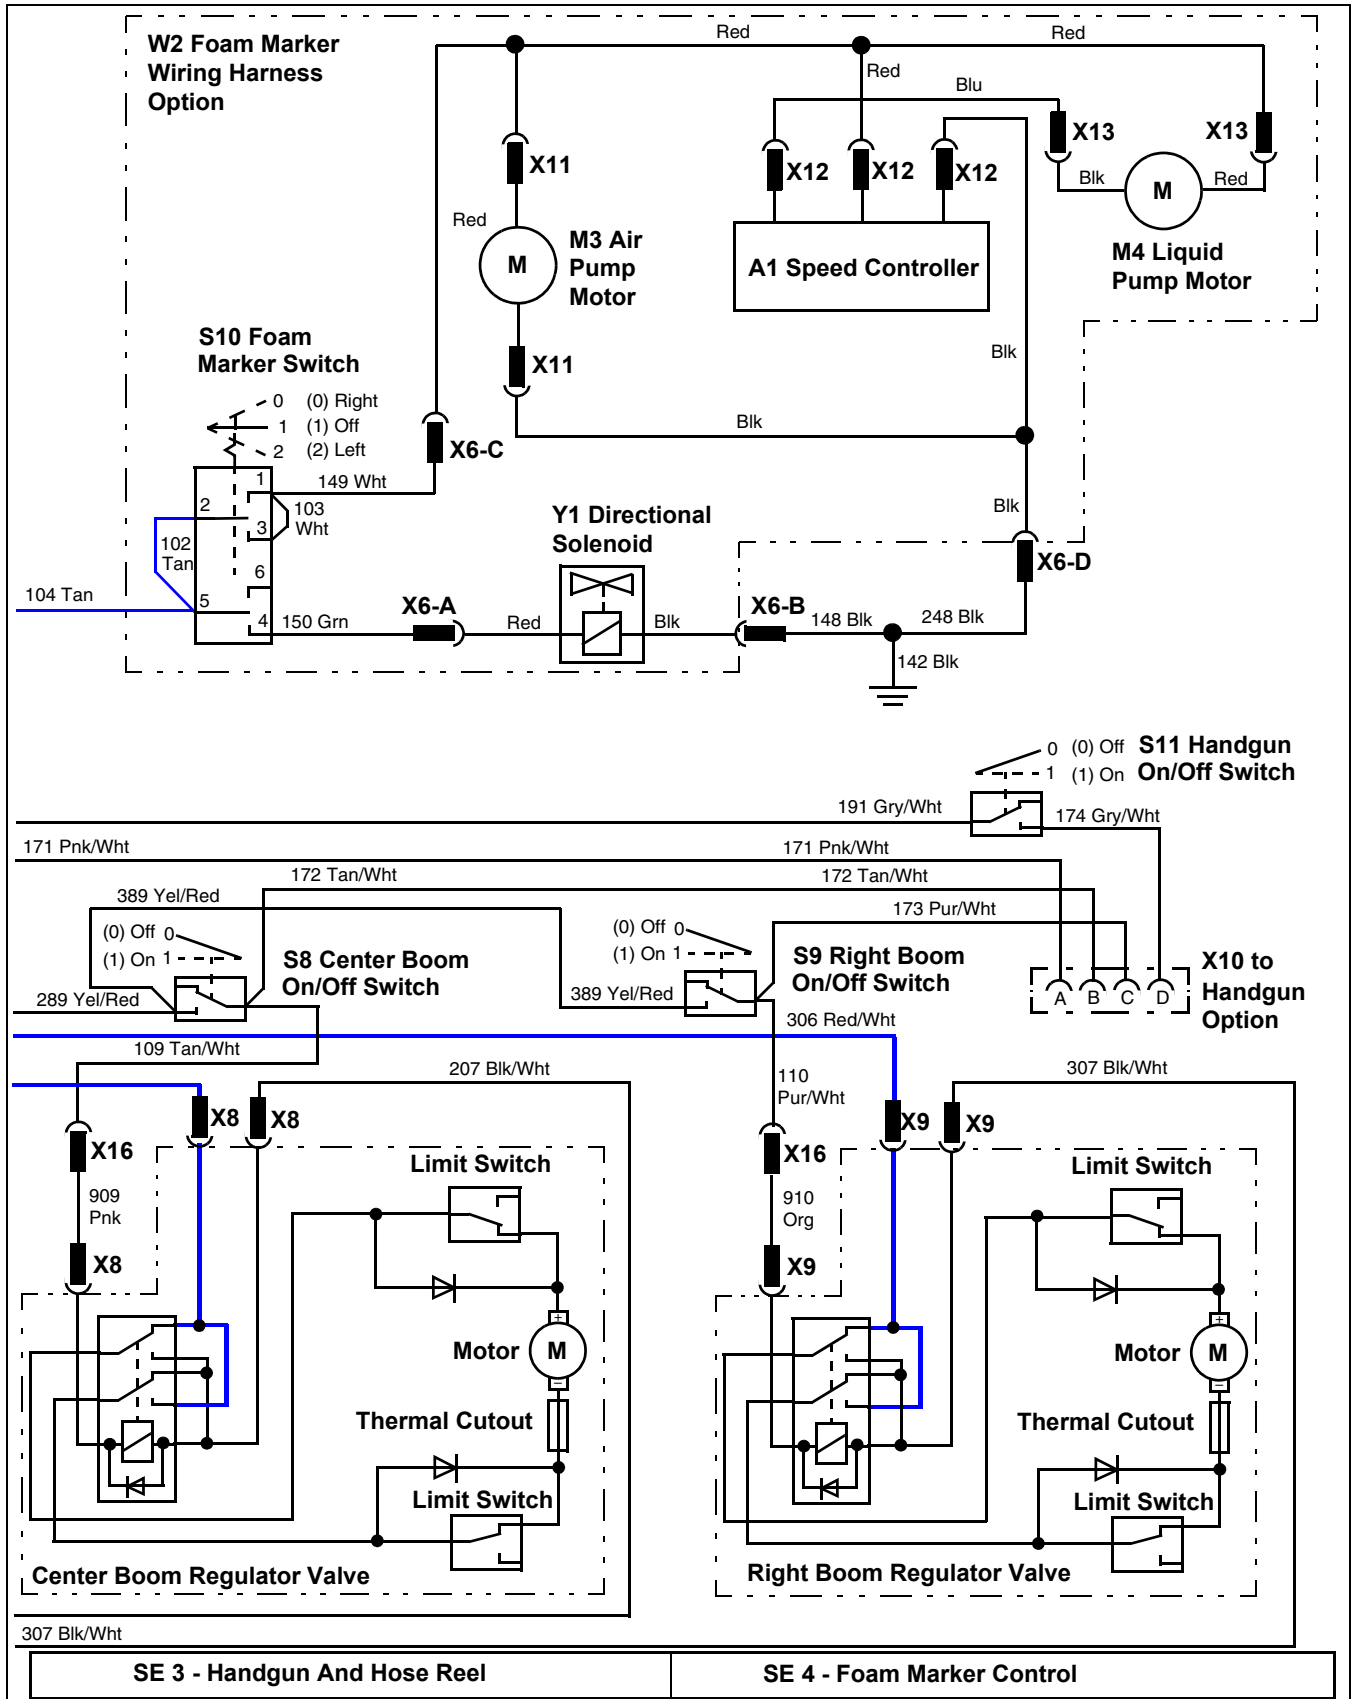 W2 Foam Marker
Wiring Harness
Option
Red
Red
Red
Blu
X13
X13
X11
X12
X12
X12
Blk
Red
M
Red
M
M3 Air
Pump
Motor
A1 Speed Controller
M4 Liquid
Pump Motor
S10 Foam
Marker Switch
X11
Blk
0 (0) Right
1 (1) Off
2 (2) Left
Blk
X6-C
1
149 Wht
2
103
Wht
3
102
Tan
6
Y1 Directional
Solenoid
Blk
X6-D
104 Tan
5
4
150 Grn
X6-A
Red
Blk
X6-B
148 Blk
248 Blk
142 Blk
0 (0) Off
1 (1) On
S11 Handgun
On/Off Switch
191 Gry/Wht
174 Gry/Wht
171 Pnk/Wht
171 Pnk/Wht
172 Tan/Wht
172 Tan/Wht
389 Yel/Red
173 Pur/Wht
(0) Off 0
(1) On 1
S8 Center Boom
On/Off Switch
(0) Off 0
(1) On 1
S9 Right Boom
On/Off Switch
X10 to
Handgun
Option
A B C D
289 Yel/Red
389 Yel/Red
306 Red/Wht
109 Tan/Wht
207 Blk/Wht
110
Pur/Wht
307 Blk/Wht
X8
X8
X9
X9
X16
X16
Limit Switch
Limit Switch
909
Pnk
910
Org
X8
X9
+
+
Motor
M
Motor
M
–
–
Thermal Cutout
Thermal Cutout
Limit Switch
Limit Switch
Center Boom Regulator Valve
Right Boom Regulator Valve
307 Blk/Wht
SE 3 - Handgun And Hose Reel
SE 4 - Foam Marker Control